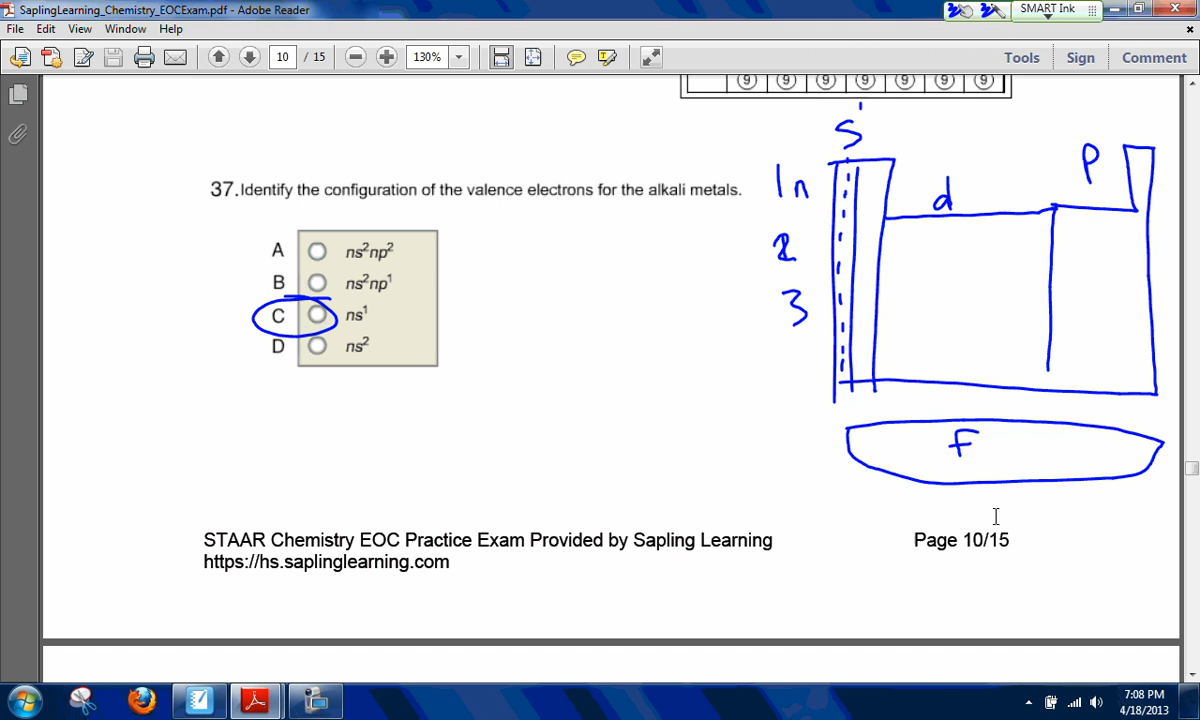 SaplingLearning_Chemistry_EOCExam.pdf - Adobe Reader
SMART Ink
File Edit View Window Help
10 / 15 130% Tools Sign Comment
9 9 9 9 9 9 9
S¹
1n
p
37. Identify the configuration of the valence electrons for the alkali metals.
d
A ns²np²
2
B ns²np¹
3
C ns¹
D ns²
F
STAAR Chemistry EOC Practice Exam Provided by Sapling Learning Page 10/15
https://hs.saplinglearning.com
7:08 PM
4/18/2013